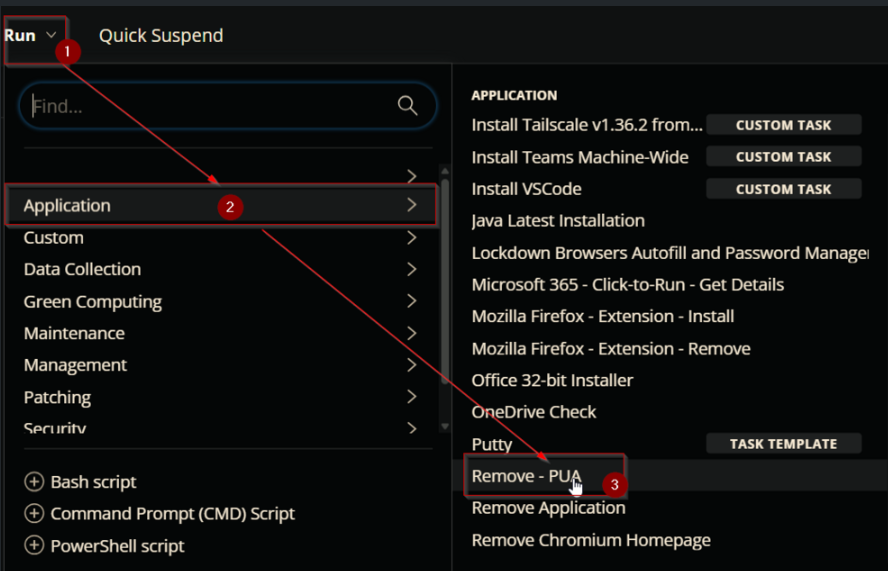 Run
Quick Suspend
1
Find...
Application
2
Custom
Data Collection
Green Computing
Maintenance
Management
Patching
Security
Bash script
Command Prompt (CMD) Script
PowerShell script
APPLICATION
Install Tailscale v1.36.2 from... CUSTOM TASK
Install Teams Machine-Wide CUSTOM TASK
Install VSCode CUSTOM TASK
Java Latest Installation
Lockdown Browsers Autofill and Password Manager
Microsoft 365 - Click-to-Run - Get Details
Mozilla Firefox - Extension - Install
Mozilla Firefox - Extension - Remove
Office 32-bit Installer
OneDrive Check
Putty TASK TEMPLATE
Remove - PUA
3
Remove Application
Remove Chromium Homepage